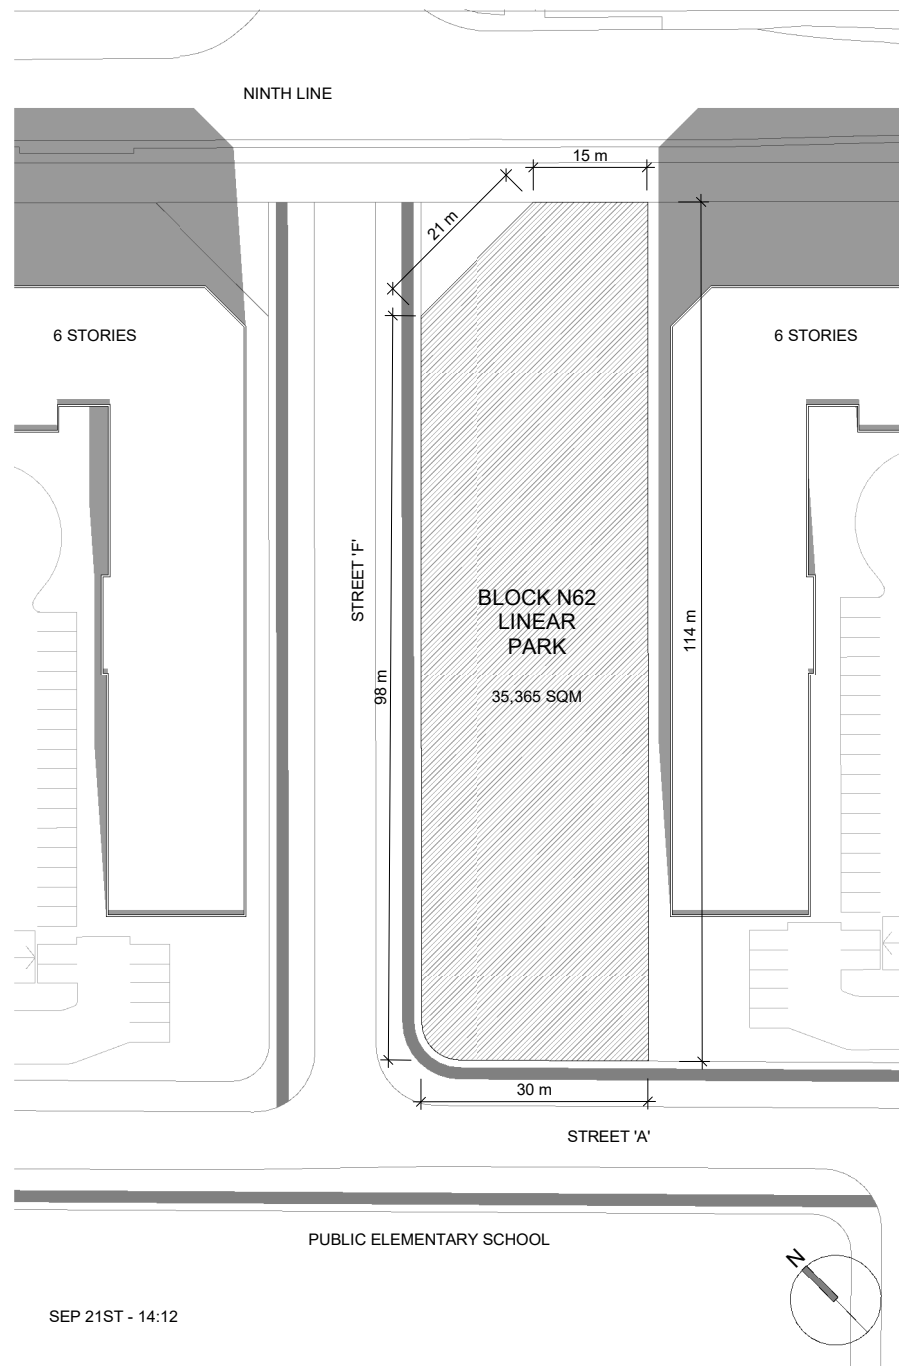 NINTH LINE
15 m
21 m
6 STORIES
6 STORIES
STREET 'F'
BLOCK N62
LINEAR
PARK
114 m
98 m
35,365 SQM
30 m
STREET 'A'
PUBLIC ELEMENTARY SCHOOL
N
SEP 21ST - 14:12